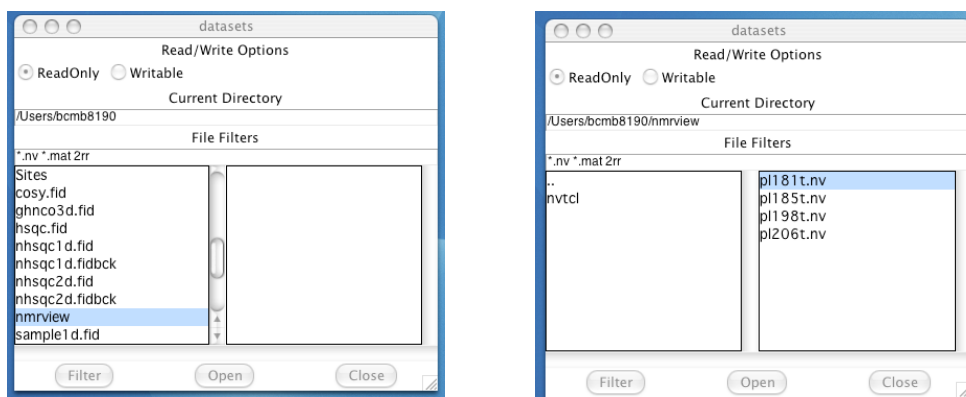 datasets
Read/Write Options
ReadOnly Writable
Current Directory
/Users/bcmb8190
File Filters
*.nv *.mat 2rr
Sites
cosy.fid
ghnco3d.fid
hsqc.fid
nhsqc1d.fid
nhsqc1d.fidbck
nhsqc2d.fid
nhsqc2d.fidbck
nmrview
sample1d.fid
Filter Open Close
datasets
Read/Write Options
ReadOnly Writable
Current Directory
/Users/bcmb8190/nmrview
File Filters
*.nv *.mat 2rr
..
nvtcl
pl181t.nv
pl185t.nv
pl198t.nv
pl206t.nv
Filter Open Close